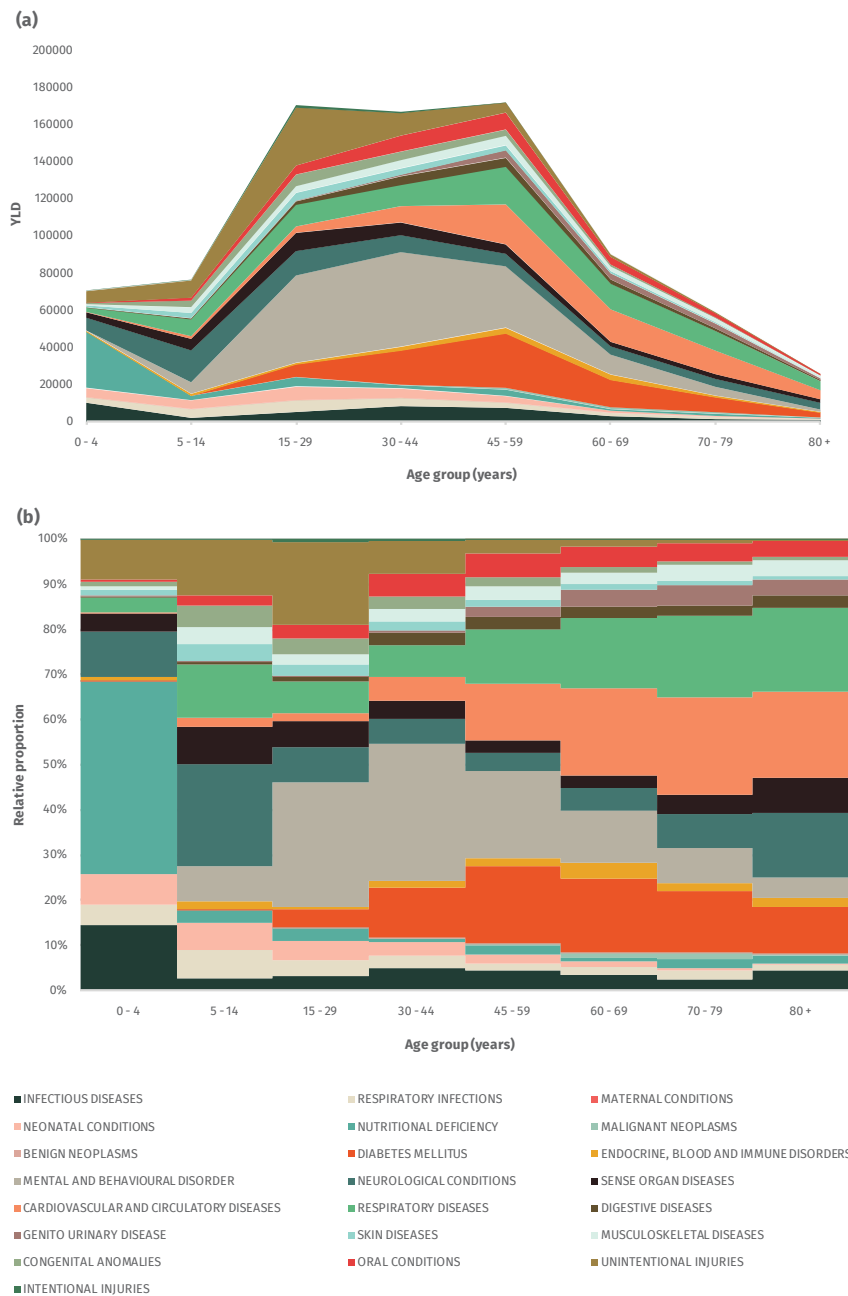 (a)
200000
180000
160000
140000
120000
100000
80000
60000
40000
20000
0
YLD
0 - 4 5 - 14 15 - 29 30 - 44 45 - 59 60 - 69 70 - 79 80 +
Age group (years)
(b)
100%
90%
80%
70%
60%
50%
40%
30%
20%
10%
0%
Relative proportion
0 - 4 5 - 14 15 - 29 30 - 44 45 - 59 60 - 69 70 - 79 80 +
Age group (years)
INFECTIOUS DISEASES RESPIRATORY INFECTIONS MATERNAL CONDITIONS
NEONATAL CONDITIONS NUTRITIONAL DEFICIENCY MALIGNANT NEOPLASMS
BENIGN NEOPLASMS DIABETES MELLITUS ENDOCRINE, BLOOD AND IMMUNE DISORDERS
MENTAL AND BEHAVIOURAL DISORDER NEUROLOGICAL CONDITIONS SENSE ORGAN DISEASES
CARDIOVASCULAR AND CIRCULATORY DISEASES RESPIRATORY DISEASES DIGESTIVE DISEASES
GENITO URINARY DISEASE SKIN DISEASES MUSCULOSKELETAL DISEASES
CONGENITAL ANOMALIES ORAL CONDITIONS UNINTENTIONAL INJURIES
INTENTIONAL INJURIES